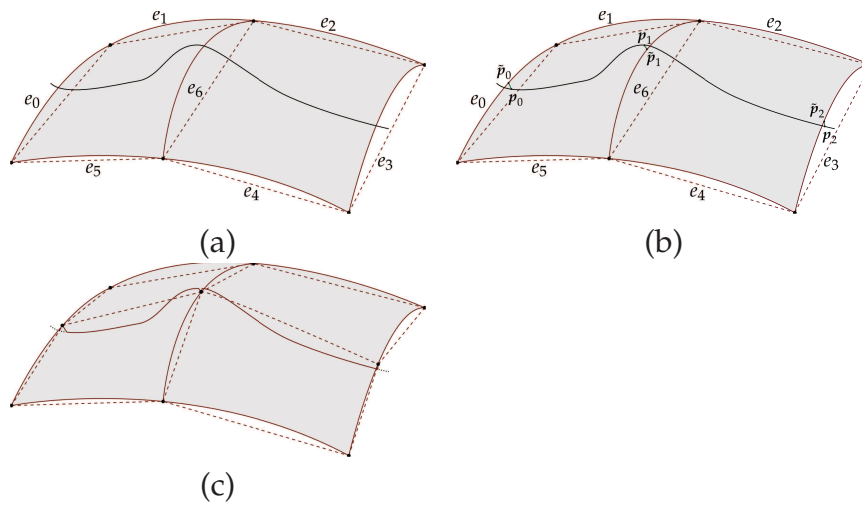 e₁
e₂
e₀
e₆
e₃
e₅
e₄
(a)
e₁
e₂
p₁
p̃₀
p̃₁
e₀
p₀
e₆
p̃₂
p₂
e₃
e₅
e₄
(b)
(c)